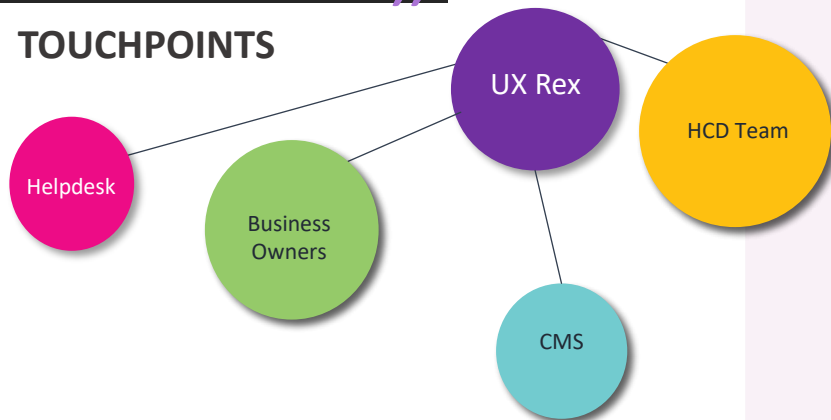 TOUCHPOINTS
UX Rex
HCD Team
Helpdesk
Business
Owners
CMS